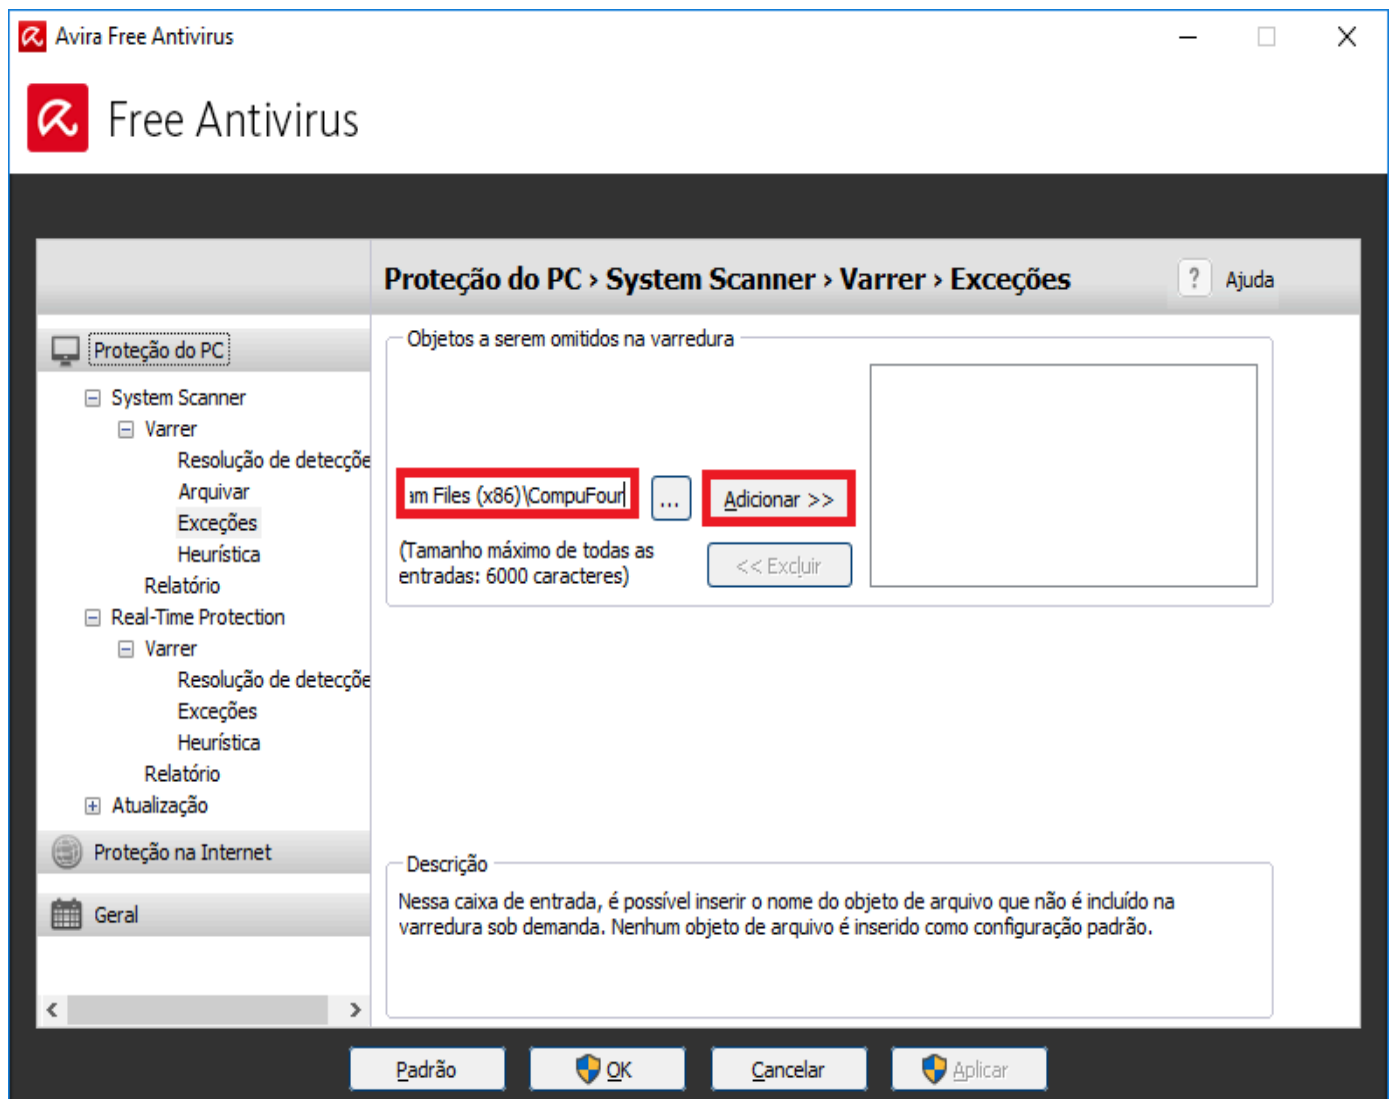 Avira Free Antivirus
Free Antivirus
Proteção do PC › System Scanner › Varrer › Exceções
? Ajuda
Proteção do PC
System Scanner
Varrer
Resolução de detecçõe
Arquivar
Exceções
Heurística
Relatório
Real-Time Protection
Varrer
Resolução de detecçõe
Exceções
Heurística
Relatório
Atualização
Proteção na Internet
Geral
Objetos a serem omitidos na varredura
am Files (x86)\CompuFour
...
Adicionar >>
(Tamanho máximo de todas as
entradas: 6000 caracteres)
<< Excluir
Descrição
Nessa caixa de entrada, é possível inserir o nome do objeto de arquivo que não é incluído na
varredura sob demanda. Nenhum objeto de arquivo é inserido como configuração padrão.
Padrão
OK
Cancelar
Aplicar